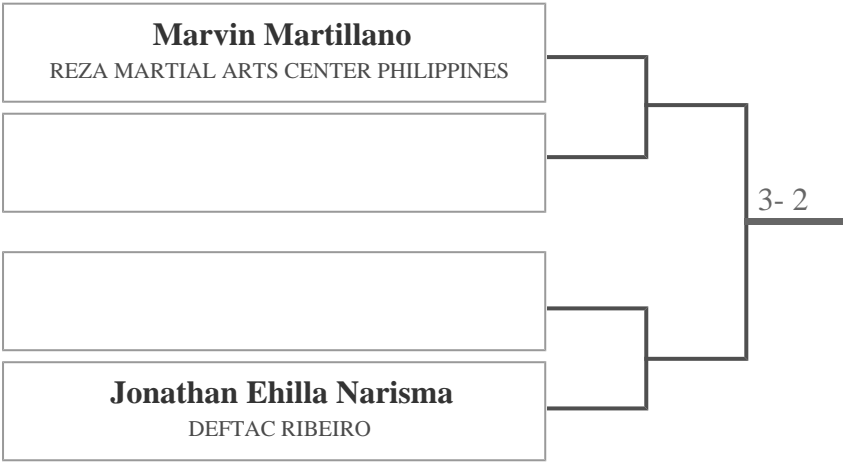 Marvin Martillano
REZA MARTIAL ARTS CENTER PHILIPPINES
3- 2
Jonathan Ehilla Narisma
DEFTAC RIBEIRO